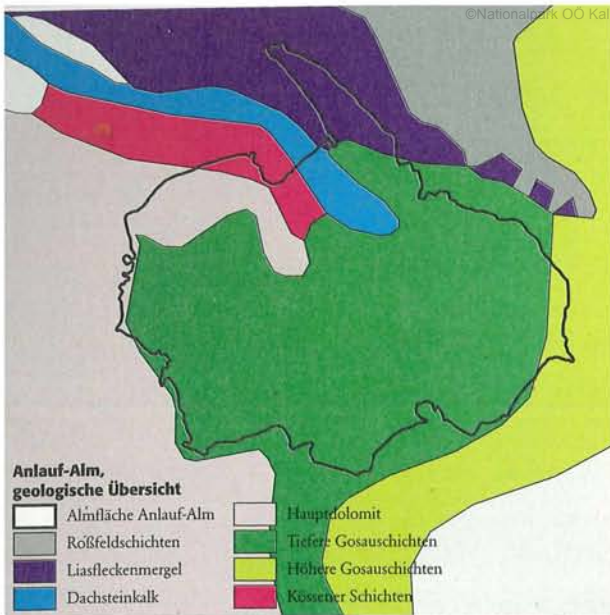 ©Nationalpark OÖ Kal
Anlauf-Alm,
geologische Übersicht
Almfläche Anlauf-Alm
Roßfeldschichten
Liasfleckenmergel
Dachsteinkalk
Hauptdolomit
Tiefere Gosauschichten
Höhere Gosauschichten
Kössener Schichten